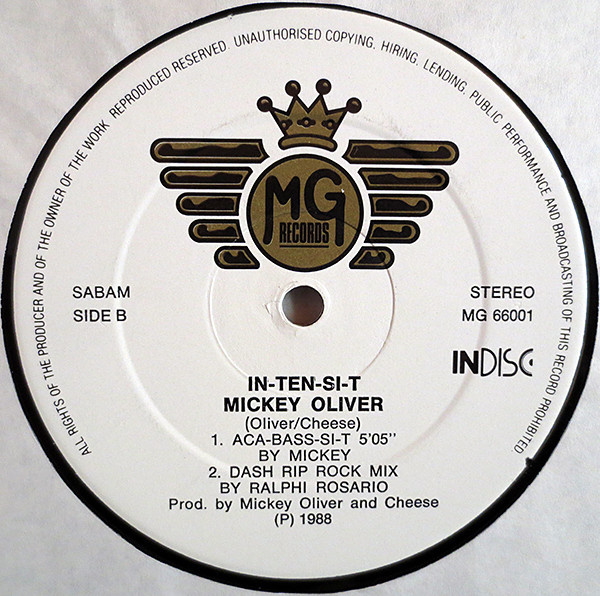 ALL RIGHTS OF THE PRODUCER AND OF THE OWNER OF THE WORK REPRODUCED RESERVED. UNAUTHORISED COPYING, HIRING, LENDING, PUBLIC PERFORMANCE AND BROADCASTING OF THIS RECORD PROHIBITED
MG
RECORDS
SABAM
SIDE B
STEREO
MG 66001
INDISC
IN-TEN-SI-T
MICKEY OLIVER
(Oliver/Cheese)
1. ACA-BASS-SI-T 5'05''
BY MICKEY
2. DASH RIP ROCK MIX
BY RALPHI ROSARIO
Prod. by Mickey Oliver and Cheese
(P) 1988